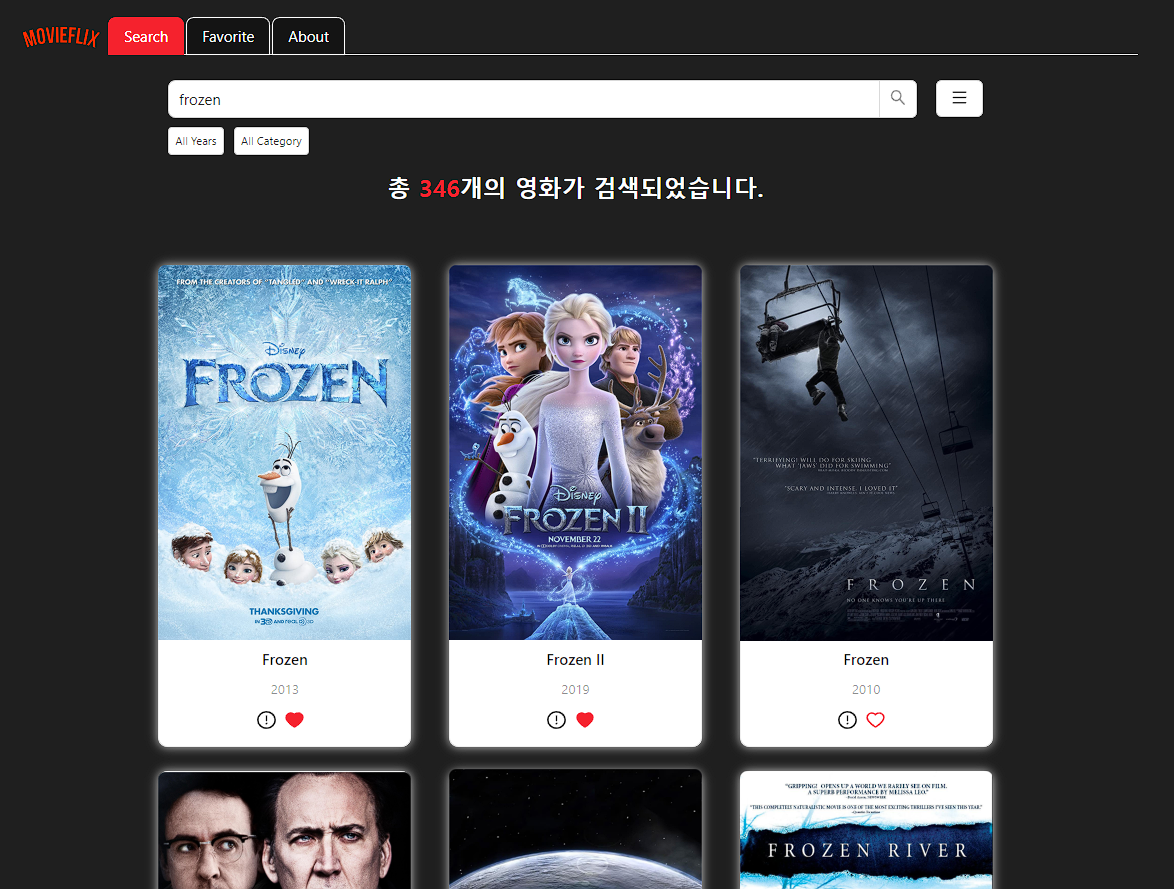 MOVIEFLIX
Search
Favorite
About
frozen
All Years
All Category
총 346개의 영화가 검색되었습니다.
FROM THE CREATORS OF "TANGLED" AND "WRECK-IT RALPH"
DISNEY
FROZEN
THANKSGIVING
Frozen
2013
DISNEY
FROZEN II
NOVEMBER 22
Frozen II
2019
"TERRIFYING! WILL DO FOR SKIING
WHAT 'JAWS' DID FOR SWIMMING"
"SCARY AND INTENSE. I LOVED IT"
FROZEN
NO ONE KNOWS YOU'RE UP THERE
Frozen
2010
"GRIPPING! OPENS UP A WORLD WE RARELY SEE ON FILM.
A SUPERB PERFORMANCE BY MELISSA LEO."
"THIS COMPLETELY NATURALISTIC MOVIE IS ONE OF THE MOST EXCITING THRILLERS I'VE SEEN THIS YEAR."
FROZEN RIVER